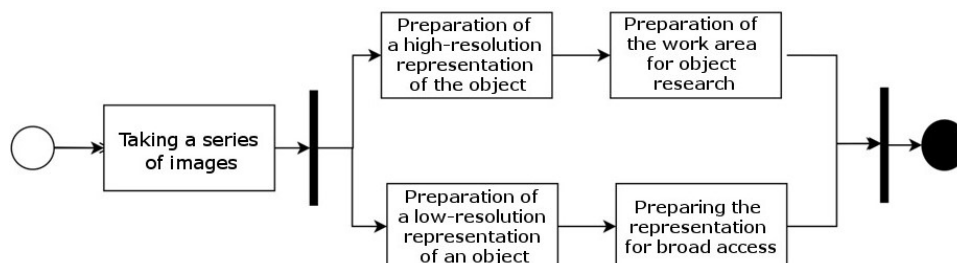 Taking a series
of images
Preparation of
a high-resolution
representation
of the object
Preparation of
the work area
for object
research
Preparation of
a low-resolution
representation
of an object
Preparing the
representation
for broad access